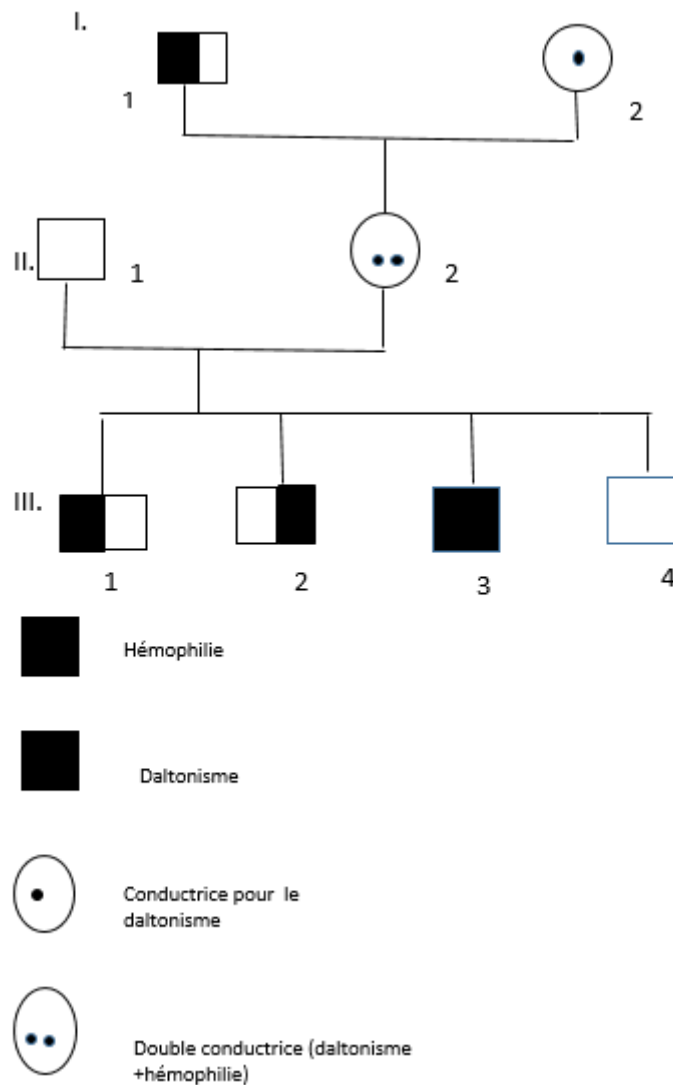 I.
1
2
II.
1
2
III.
1
2
3
4
Hémophilie
Daltonisme
Conductrice pour le
daltonisme
Double conductrice (daltonisme
+hémophilie)